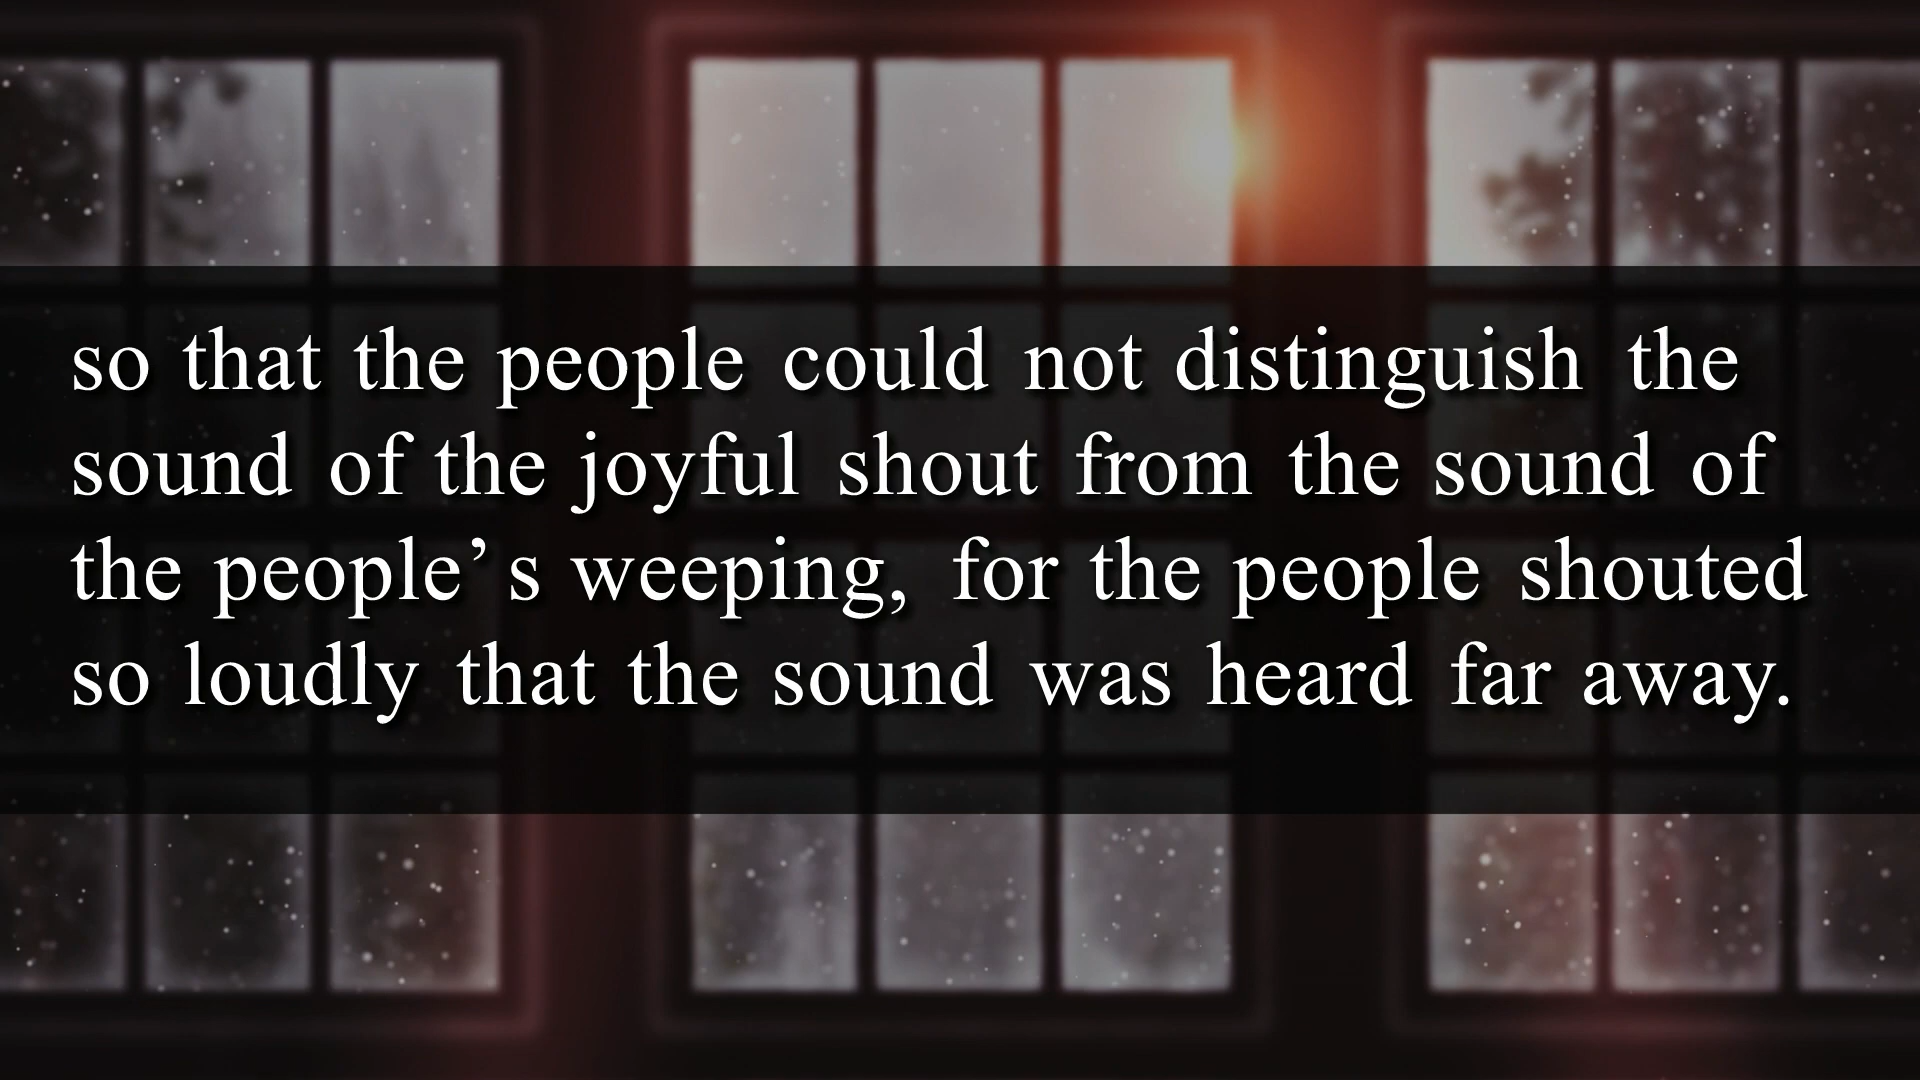 so that the people could not distinguish the
sound of the joyful shout from the sound of
the people’s weeping, for the people shouted
so loudly that the sound was heard far away.